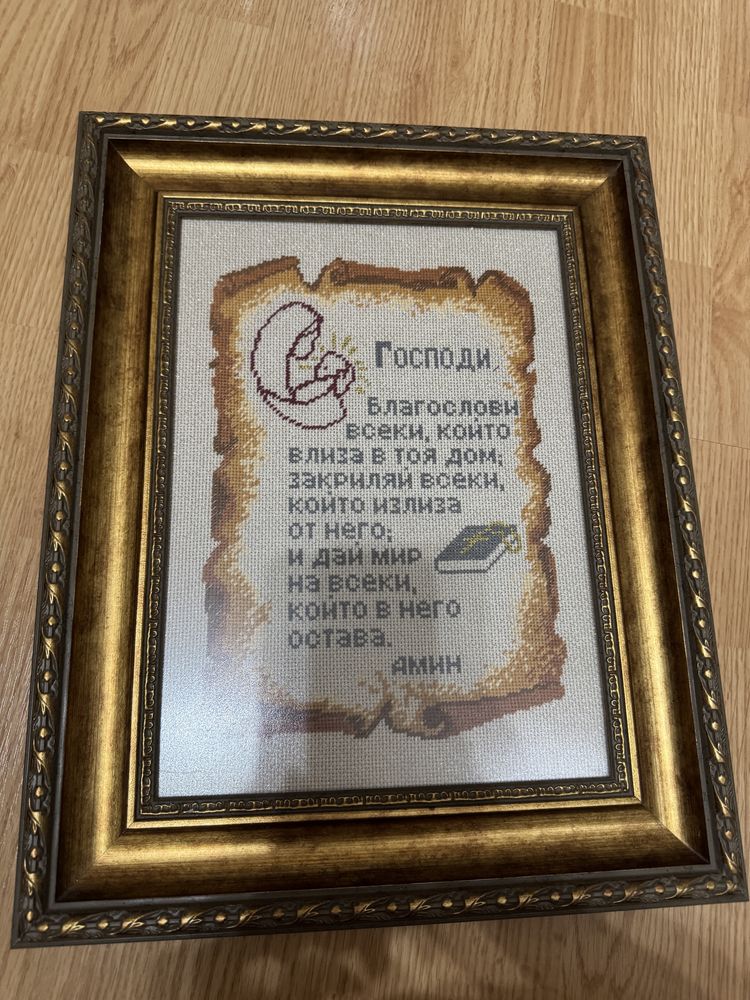 Господи,
Благослови
всеки, който
влиза в тоя дом;
закриляй всеки,
който излиза
от него;
и дай мир
на всеки,
който в него
остава.
Амин